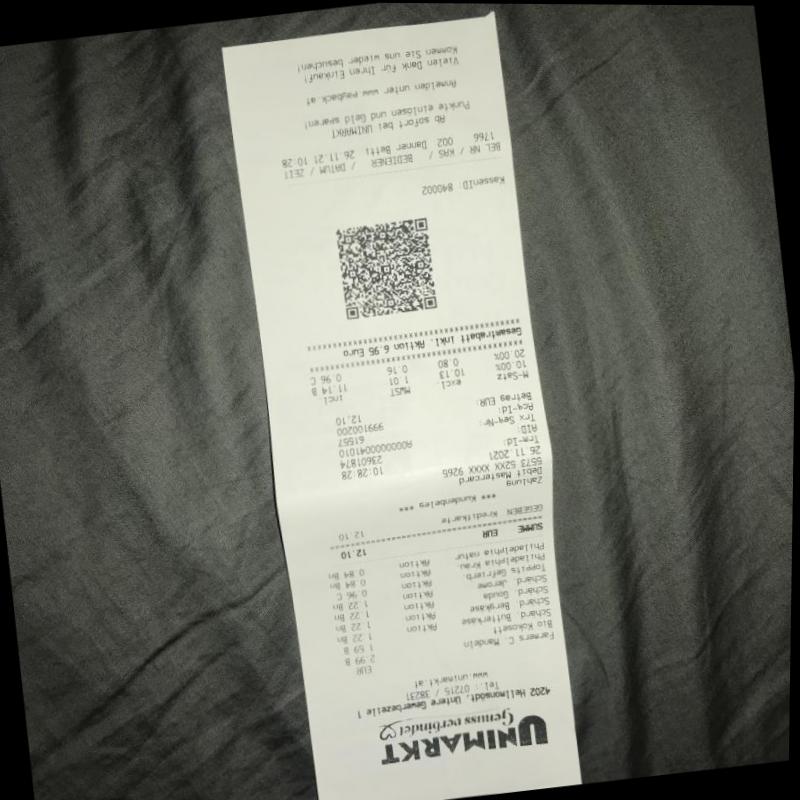 UNIMARKT
Genuss verbindet
4202 Hellmonsödt, Untere Gewerbezeile 1
Tel.: 07215 / 38231
www.unimarkt.at
EUR
Farmers C. Mandeln 2.99 B
Bio Kokosett 1.59 B
Schärd. Butterkäse 1.22 Bn
Schärd. Bergkäse Aktion 1.22 Bn
Schärd. Gouda Aktion 1.22 Bn
Schärd. Jerome Aktion 1.22 Bn
Toppits Gefrierb Aktion 0.96 C
Philadelphia Kräu. Aktion 0.84 Bn
Philadelphia natur Aktion 0.84 Bn
SUMME EUR 12.10
GEGEBEN Kreditkarte 12.10
*** Kundenbeleg ***
Zahlung
Debit Mastercard
5573 52XX XXXX 9265
26.11.2021 10:28:28
Trm-Id: 23601874
AID: A0000000041010
Trx Seq-Nr: 61557
Acq-Id: 999100200
Betrag EUR: 12.10
M-Satz excl. MWST incl
10.00% 10.13 1.01 11.14 B
20.00% 0.80 0.16 0.96 C
Gesamtrabatt inkl. Aktion 6.95 Euro
KassenID: 840002
BEL NR / KAS / BEDIENER / DATUM / ZEIT
1766 002 Danner Betti 26.11.21 10:28
Ab sofort bei UNIMARKT
Punkte einlösen und Geld sparen!
Anmelden unter www.payback.at
Vielen Dank für Ihren Einkauf!
Kommen Sie uns wieder besuchen!